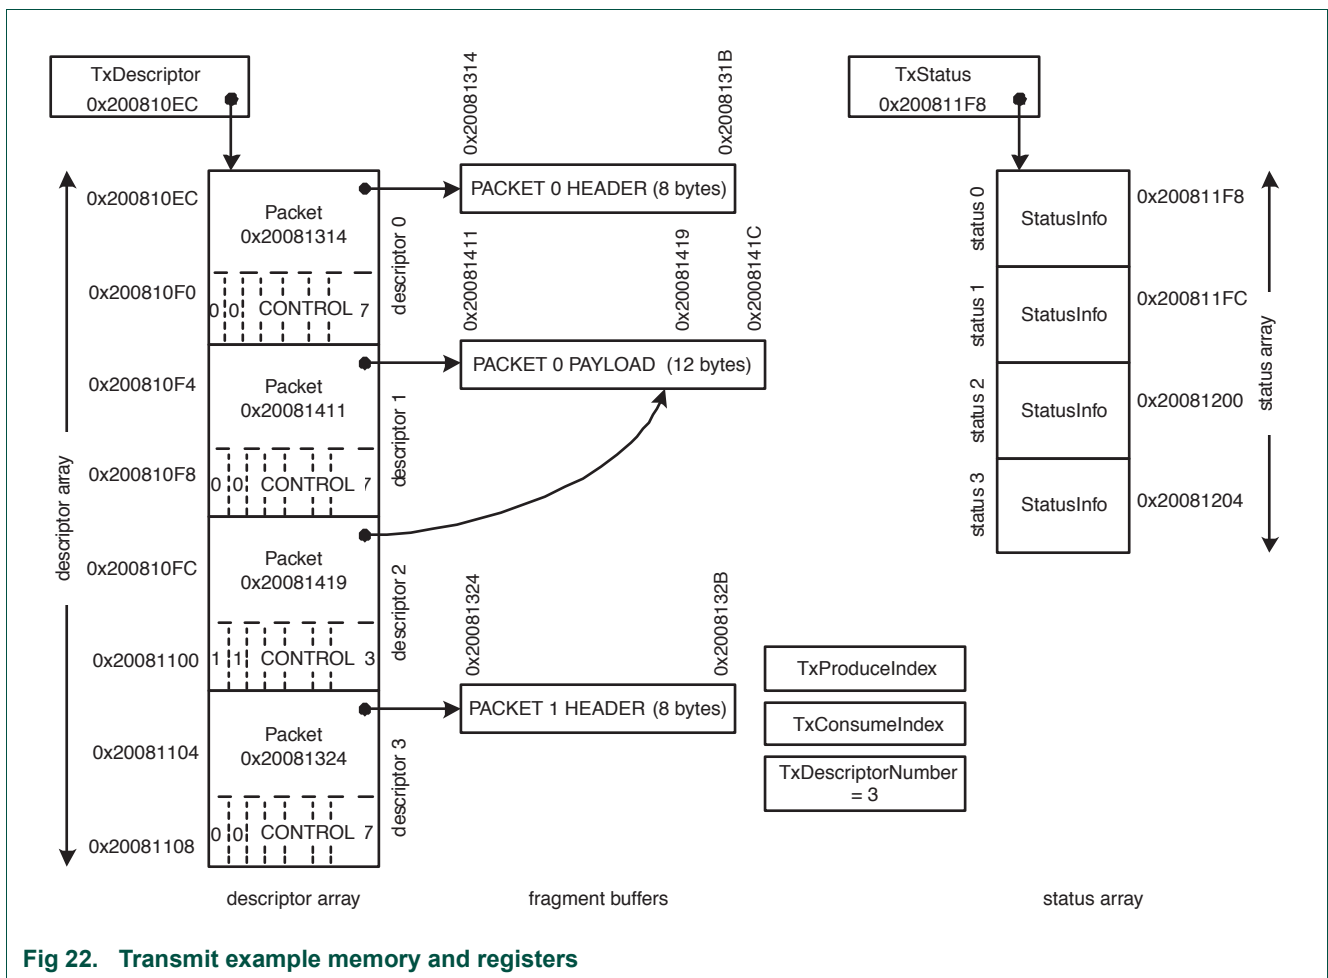 TxDescriptor
0x200810EC
TxStatus
0x200811F8
0x20081314
0x2008131B
PACKET 0 HEADER (8 bytes)
0x200810EC
Packet
0x20081314
descriptor 0
0x200810F0
0 0 CONTROL 7
0x20081411
0x20081419
0x2008141C
PACKET 0 PAYLOAD (12 bytes)
0x200810F4
Packet
0x20081411
descriptor 1
0x200810F8
0 0 CONTROL 7
descriptor array
0x200810FC
Packet
0x20081419
descriptor 2
0x20081100
1 1 CONTROL 3
0x20081324
0x2008132B
PACKET 1 HEADER (8 bytes)
0x20081104
Packet
0x20081324
descriptor 3
0x20081108
0 0 CONTROL 7
status 0
StatusInfo
0x200811F8
status 1
StatusInfo
0x200811FC
status 2
StatusInfo
0x20081200
status 3
StatusInfo
0x20081204
status array
TxProduceIndex
TxConsumeIndex
TxDescriptorNumber
= 3
descriptor array
fragment buffers
status array
Fig 22. Transmit example memory and registers